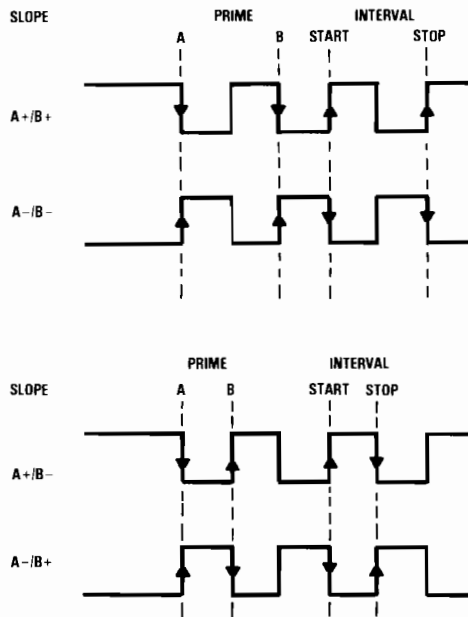 SLOPE PRIME INTERVAL
A B START STOP
A+/B+
A−/B−
PRIME INTERVAL
SLOPE A B START STOP
A+/B−
A−/B+